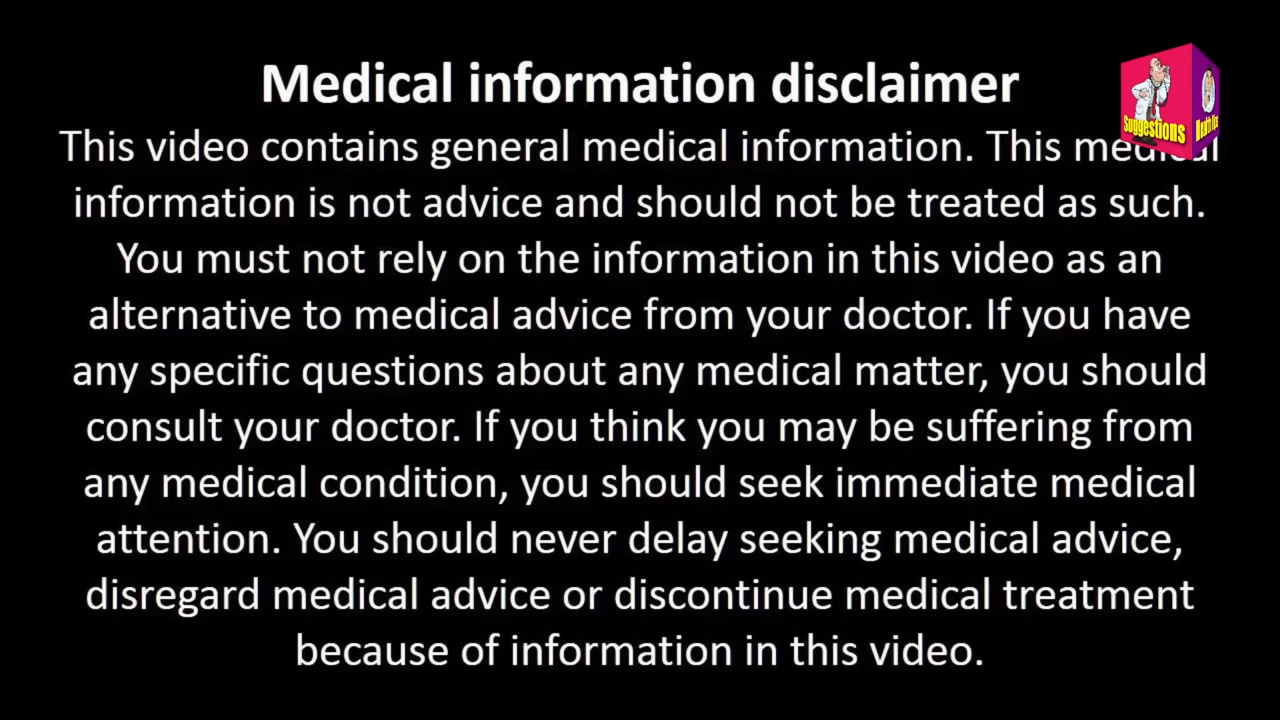 Medical information disclaimer
This video contains general medical information. This medical
information is not advice and should not be treated as such.
You must not rely on the information in this video as an
alternative to medical advice from your doctor. If you have
any specific questions about any medical matter, you should
consult your doctor. If you think you may be suffering from
any medical condition, you should seek immediate medical
attention. You should never delay seeking medical advice,
disregard medical advice or discontinue medical treatment
because of information in this video.
Suggestions